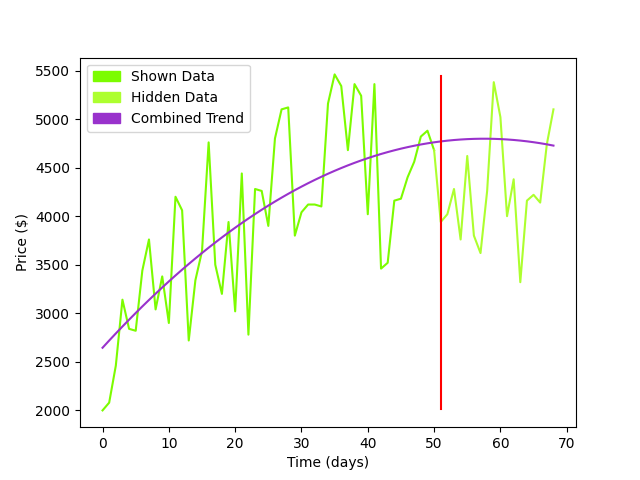 Shown Data
Hidden Data
Combined Trend
5500
5000
4500
4000
3500
3000
2500
2000
Price ($)
0 10 20 30 40 50 60 70
Time (days)